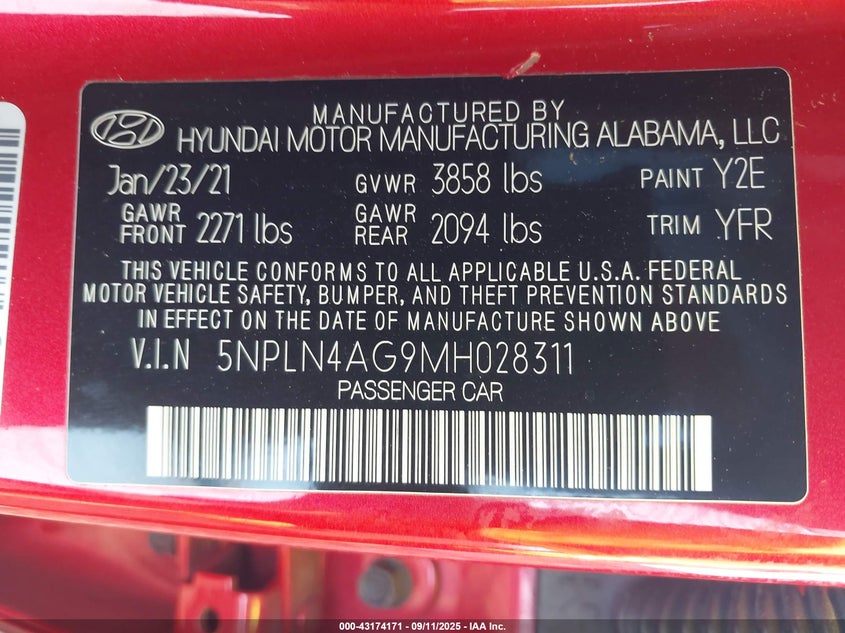 MANUFACTURED BY
HYUNDAI MOTOR MANUFACTURING ALABAMA, LLC
Jan/23/21 GVWR 3858 lbs PAINT Y2E
GAWR FRONT 2271 lbs GAWR REAR 2094 lbs TRIM YFR
THIS VEHICLE CONFORMS TO ALL APPLICABLE U.S.A. FEDERAL
MOTOR VEHICLE SAFETY, BUMPER, AND THEFT PREVENTION STANDARDS
IN EFFECT ON THE DATE OF MANUFACTURE SHOWN ABOVE
V.I.N 5NPLN4AG9MH028311
PASSENGER CAR
000-43174171 - 09/11/2025 - IAA Inc.